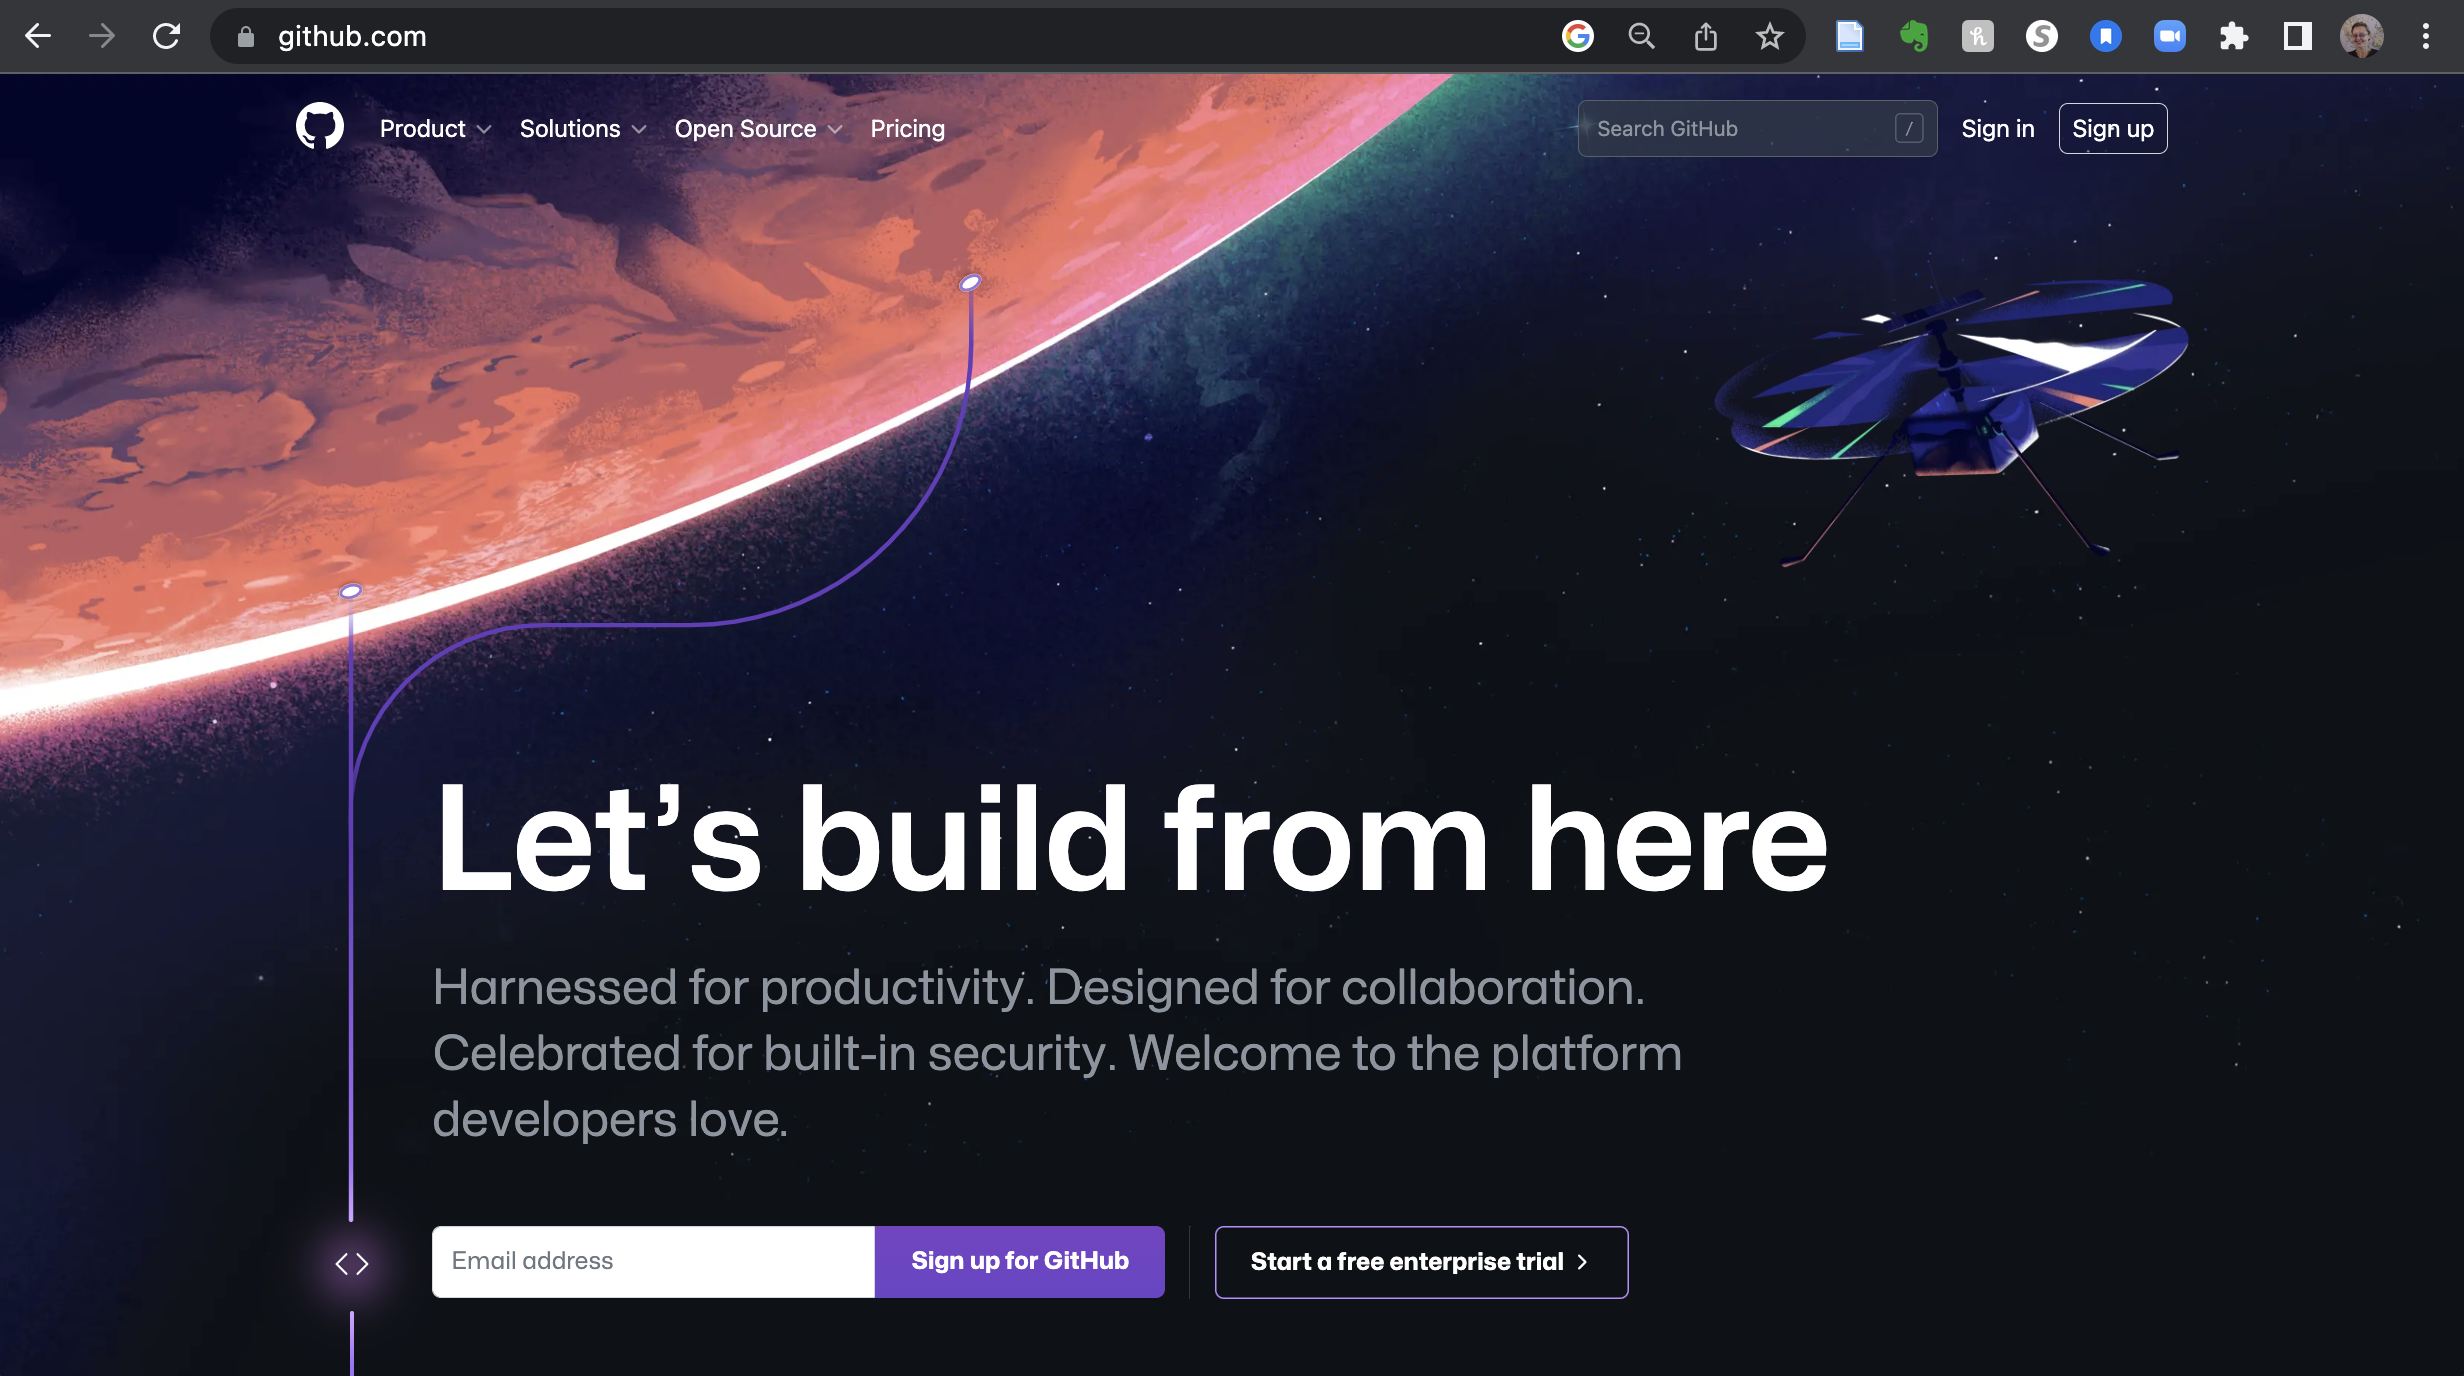 github.com
Product
Solutions
Open Source
Pricing
Search GitHub
/
Sign in
Sign up
Let’s build from here
Harnessed for productivity. Designed for collaboration.
Celebrated for built-in security. Welcome to the platform
developers love.
Email address
Sign up for GitHub
Start a free enterprise trial